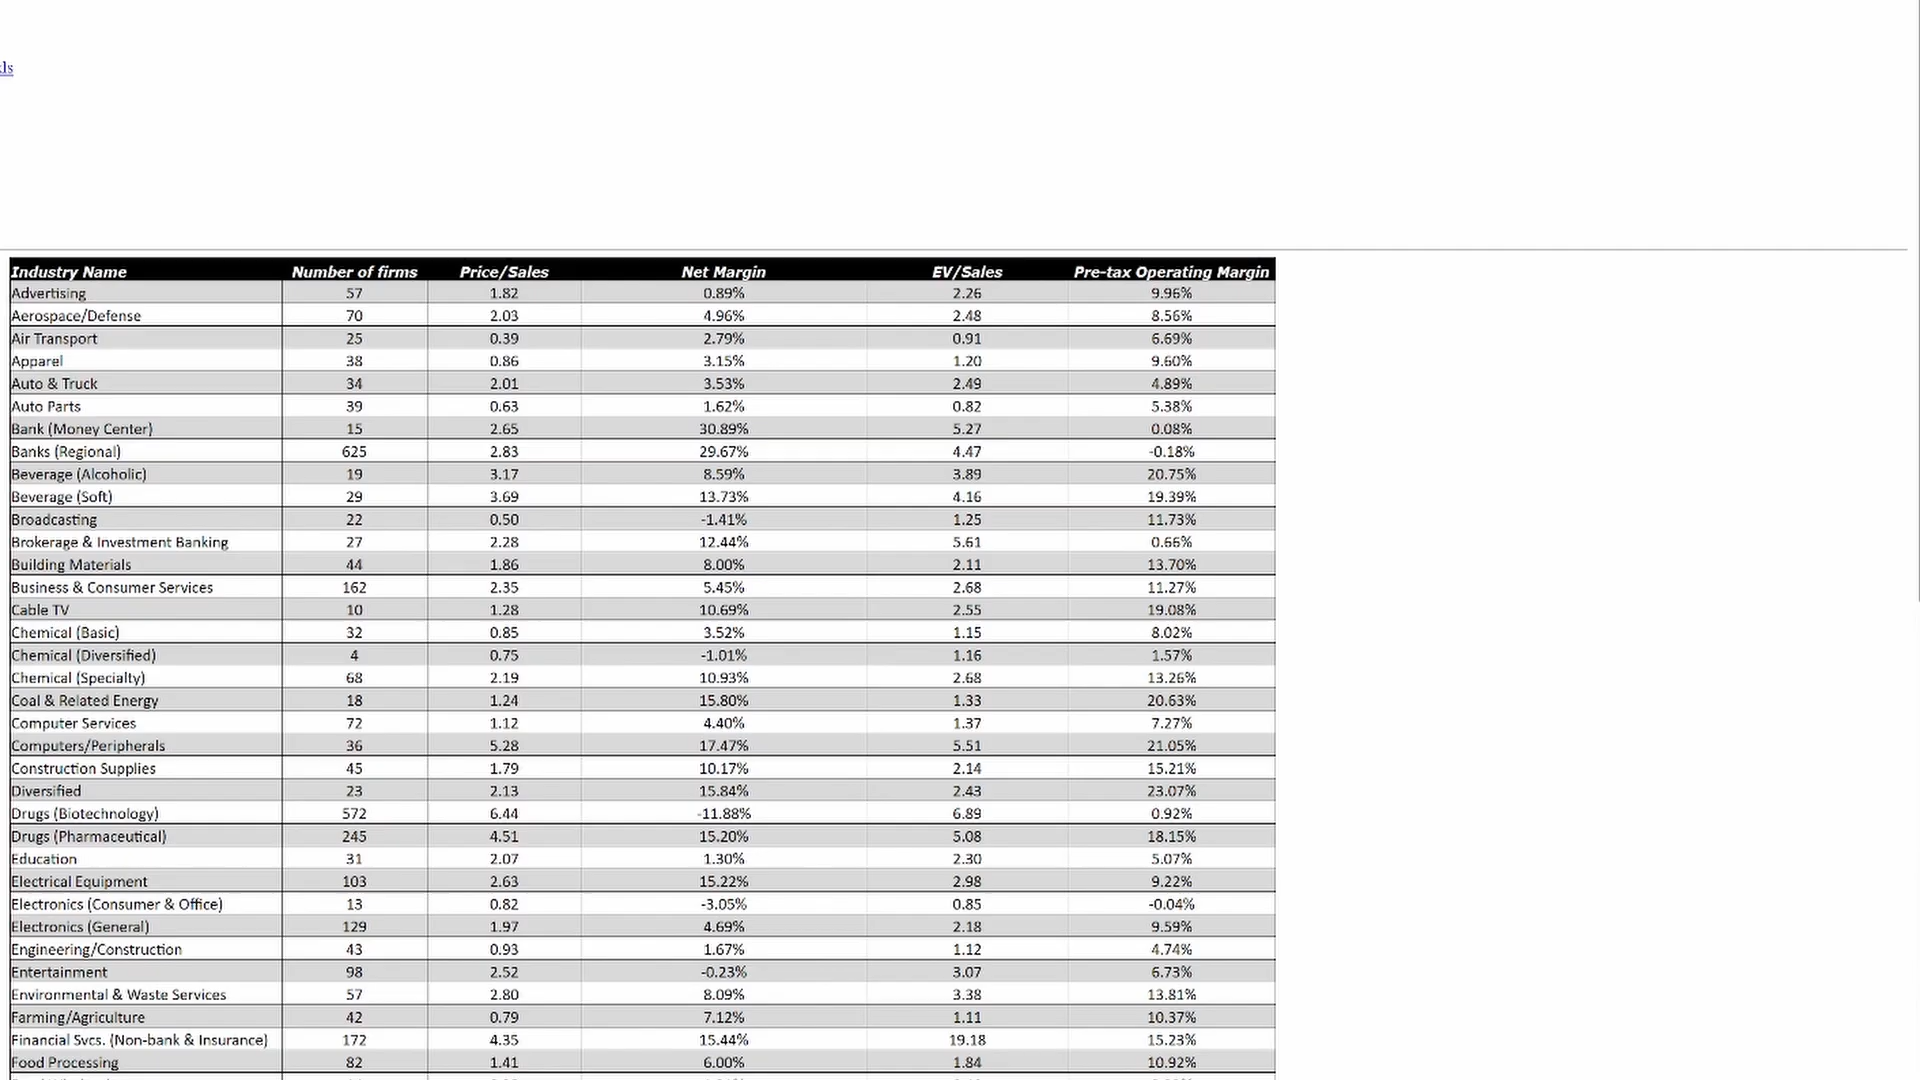 ls
Industry Name Number of firms Price/Sales Net Margin EV/Sales Pre-tax Operating Margin
Advertising 57 1.82 0.89% 2.26 9.96%
Aerospace/Defense 70 2.03 4.96% 2.48 8.56%
Air Transport 25 0.39 2.79% 0.91 6.69%
Apparel 38 0.86 3.15% 1.20 9.60%
Auto & Truck 34 2.01 3.53% 2.49 4.89%
Auto Parts 39 0.63 1.62% 0.82 5.38%
Bank (Money Center) 15 2.65 30.89% 5.27 0.08%
Banks (Regional) 625 2.83 29.67% 4.47 -0.18%
Beverage (Alcoholic) 19 3.17 8.59% 3.89 20.75%
Beverage (Soft) 29 3.69 13.73% 4.16 19.39%
Broadcasting 22 0.50 -1.41% 1.25 11.73%
Brokerage & Investment Banking 27 2.28 12.44% 5.61 0.66%
Building Materials 44 1.86 8.00% 2.11 13.70%
Business & Consumer Services 162 2.35 5.45% 2.68 11.27%
Cable TV 10 1.28 10.69% 2.55 19.08%
Chemical (Basic) 32 0.85 3.52% 1.15 8.02%
Chemical (Diversified) 4 0.75 -1.01% 1.16 1.57%
Chemical (Specialty) 68 2.19 10.93% 2.68 13.26%
Coal & Related Energy 18 1.24 15.80% 1.33 20.63%
Computer Services 72 1.12 4.40% 1.37 7.27%
Computers/Peripherals 36 5.28 17.47% 5.51 21.05%
Construction Supplies 45 1.79 10.17% 2.14 15.21%
Diversified 23 2.13 15.84% 2.43 23.07%
Drugs (Biotechnology) 572 6.44 -11.88% 6.89 0.92%
Drugs (Pharmaceutical) 245 4.51 15.20% 5.08 18.15%
Education 31 2.07 1.30% 2.30 5.07%
Electrical Equipment 103 2.63 15.22% 2.98 9.22%
Electronics (Consumer & Office) 13 0.82 -3.05% 0.85 -0.04%
Electronics (General) 129 1.97 4.69% 2.18 9.59%
Engineering/Construction 43 0.93 1.67% 1.12 4.74%
Entertainment 98 2.52 -0.23% 3.07 6.73%
Environmental & Waste Services 57 2.80 8.09% 3.38 13.81%
Farming/Agriculture 42 0.79 7.12% 1.11 10.37%
Financial Svcs. (Non-bank & Insurance) 172 4.35 15.44% 19.18 15.23%
Food Processing 82 1.41 6.00% 1.84 10.92%